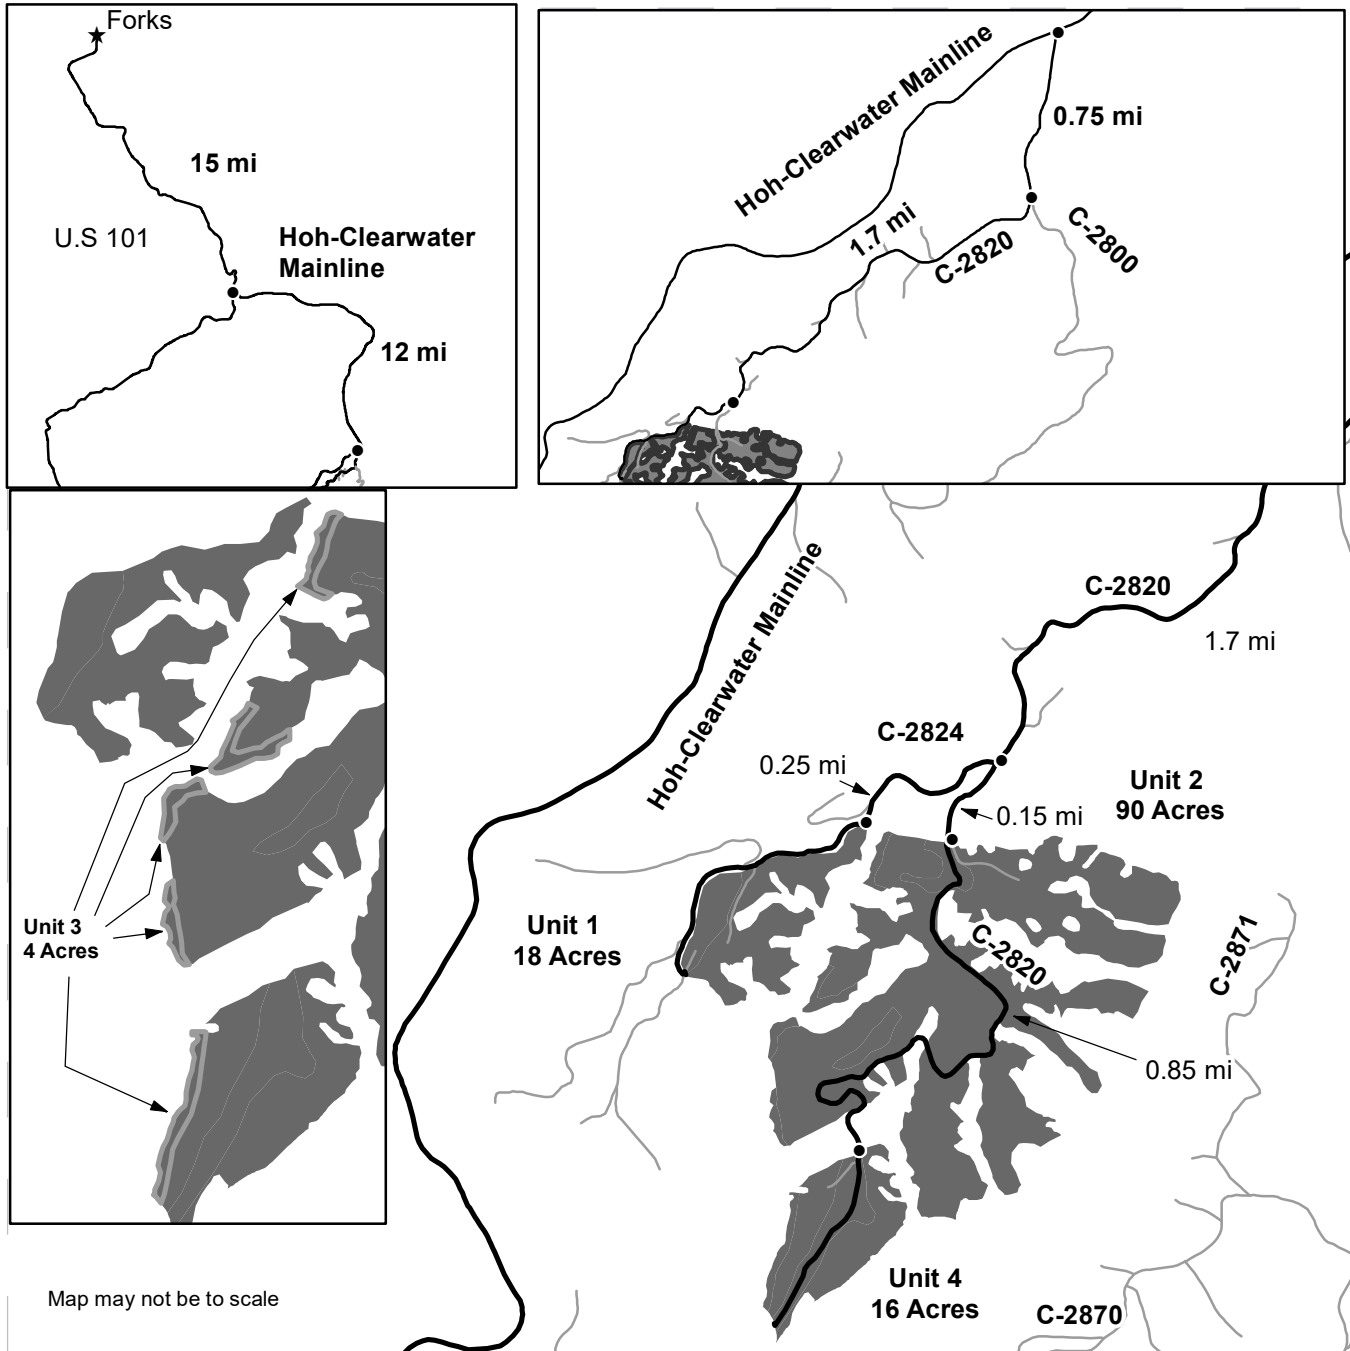 Forks
15 mi
U.S 101
Hoh-Clearwater
Mainline
12 mi
Hoh-Clearwater Mainline
0.75 mi
1.7 mi
C-2820
C-2800
Unit 3
4 Acres
Hoh-Clearwater Mainline
C-2820
1.7 mi
C-2824
0.25 mi
Unit 2
90 Acres
0.15 mi
Unit 1
18 Acres
C-2820
C-2871
0.85 mi
Unit 4
16 Acres
C-2870
Map may not be to scale